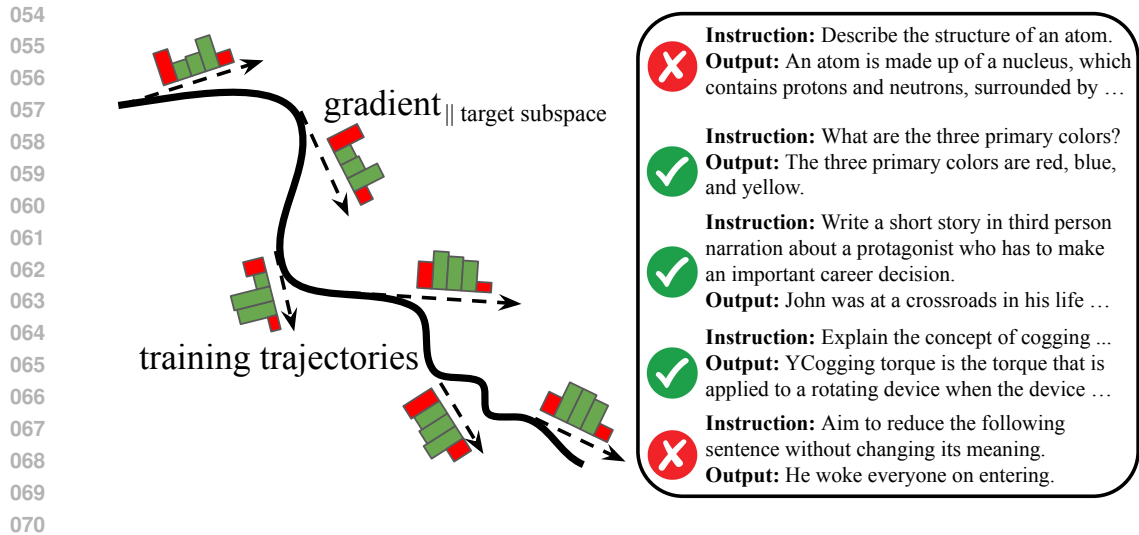 054
055
056
057
058
059
060
061
062
063
064
065
066
067
068
069
070
gradient || target subspace
training trajectories
Instruction: Describe the structure of an atom.
Output: An atom is made up of a nucleus, which
contains protons and neutrons, surrounded by …
Instruction: What are the three primary colors?
Output: The three primary colors are red, blue,
and yellow.
Instruction: Write a short story in third person
narration about a protagonist who has to make
an important career decision.
Output: John was at a crossroads in his life …
Instruction: Explain the concept of cogging ...
Output: YCogging torque is the torque that is
applied to a rotating device when the device …
Instruction: Aim to reduce the following
sentence without changing its meaning.
Output: He woke everyone on entering.